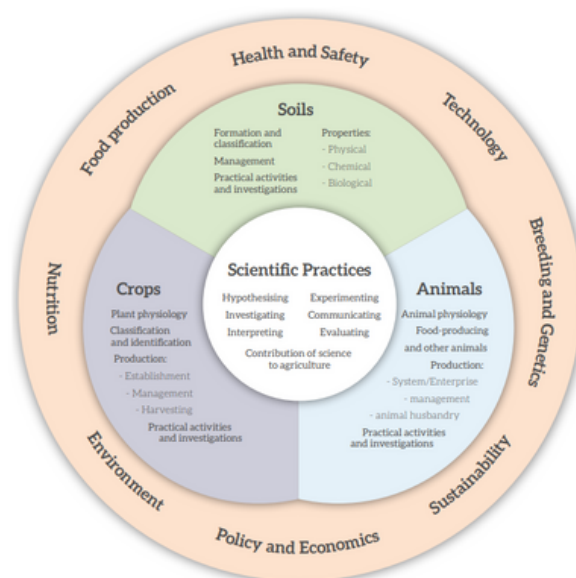 Health and Safety
Food production
Technology
Nutrition
Breeding and Genetics
Environment
Sustainability
Policy and Economics
Soils
Formation and
classification
Management
Practical activities
and investigations
Properties:
- Physical
- Chemical
- Biological
Scientific Practices
Hypothesising
Experimenting
Investigating
Communicating
Interpreting
Evaluating
Contribution of science
to agriculture
Crops
Plant physiology
Classification
and identification
Production:
- Establishment
- Management
- Harvesting
Practical activities
and investigations
Animals
Animal physiology
Food-producing
and other animals
Production:
- System/Enterprise
- management
- animal husbandry
Practical activities
and investigations